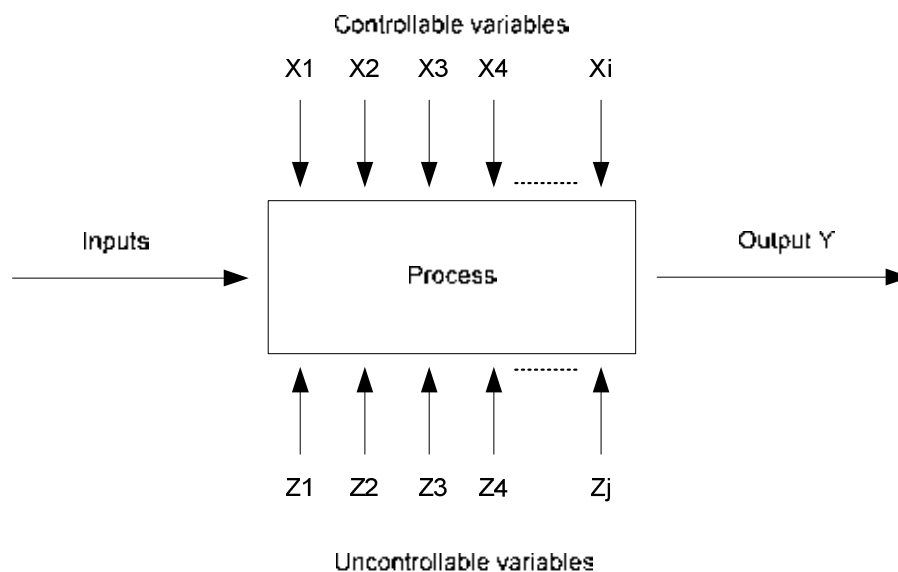 Controllable variables
X1 X2 X3 X4 Xi
Inputs
Output Y
Process
Z1 Z2 Z3 Z4 Zj
Uncontrollable variables